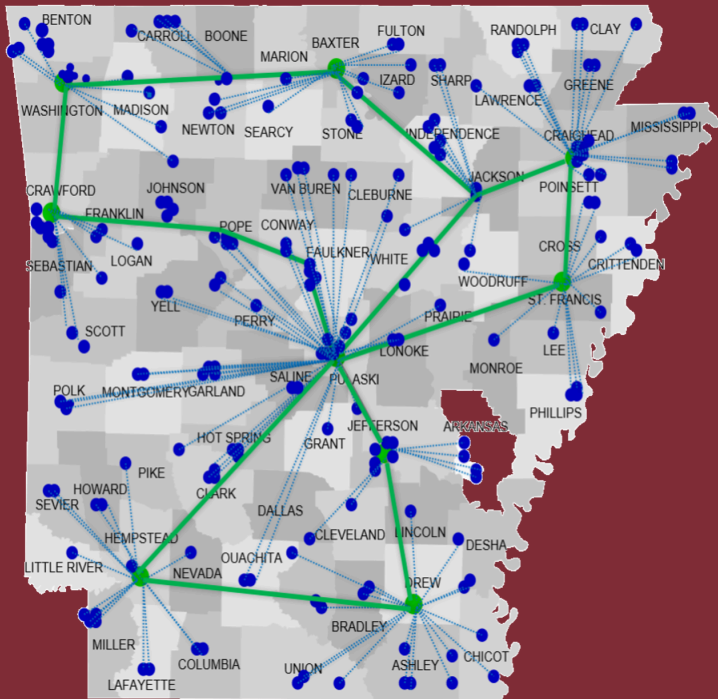 BENTON
CARROLL
BOONE
MARION
BAXTER
FULTON
RANDOLPH
CLAY
IZARD
SHARP
LAWRENCE
GREENE
WASHINGTON
MADISON
NEWTON
SEARCY
STONE
INDEPENDENCE
CRAIGHEAD
MISSISSIPPI
CRAWFORD
FRANKLIN
JOHNSON
VAN BUREN
CLEBURNE
JACKSON
POINSETT
POPE
CONWAY
FAULKNER
WHITE
CROSS
CRITTENDEN
SEBASTIAN
LOGAN
YELL
PERRY
WOODRUFF
ST. FRANCIS
PRAIRIE
SCOTT
LONOKE
MONROE
LEE
POLK
MONTGOMERY
GARLAND
SALINE
PULASKI
PHILLIPS
HOT SPRING
GRANT
JEFFERSON
ARKANSAS
PIKE
HOWARD
SEVIER
CLARK
DALLAS
CLEVELAND
LINCOLN
DESHA
HEMPSTEAD
LITTLE RIVER
NEVADA
OUACHITA
DREW
BRADLEY
MILLER
LAFAYETTE
COLUMBIA
UNION
ASHLEY
CHICOT